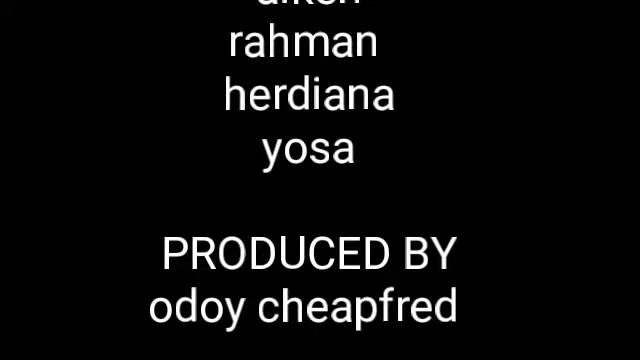 rahman
herdiana
yosa
PRODUCED BY
odoy cheapfred